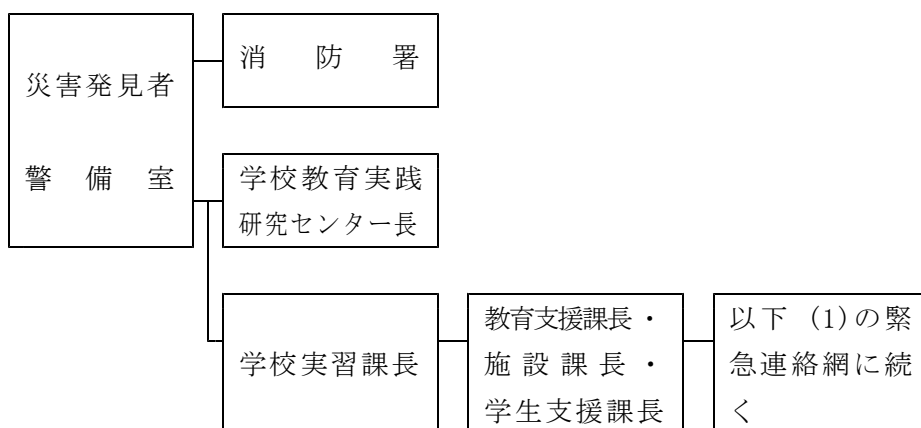 災害発見者
警備室
消防署
学校教育実践
研究センター長
学校実習課長
教育支援課長・
施設課長・
学生支援課長
以下 (1)の緊
急連絡網に続
く